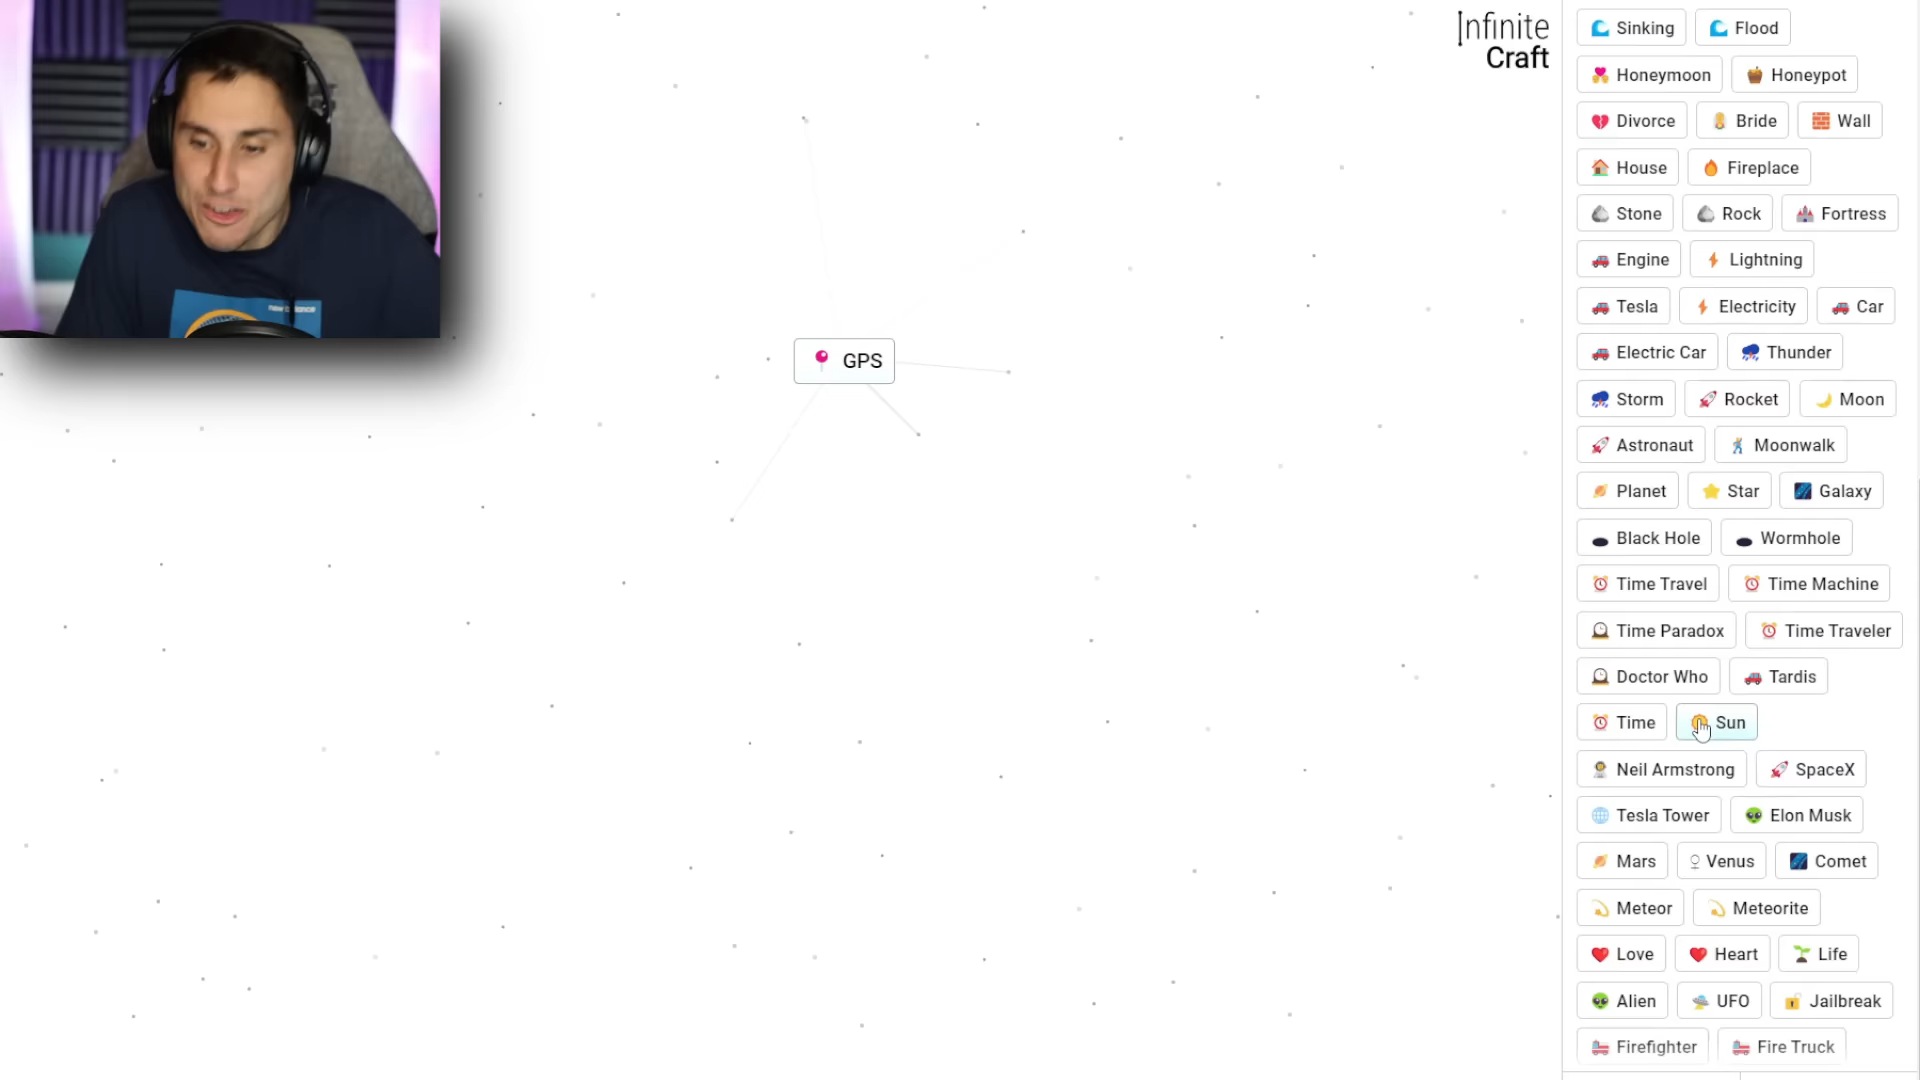 Infinite
Craft
new balance
GPS
Sinking Flood
Honeymoon Honeypot
Divorce Bride Wall
House Fireplace
Stone Rock Fortress
Engine Lightning
Tesla Electricity Car
Electric Car Thunder
Storm Rocket Moon
Astronaut Moonwalk
Planet Star Galaxy
Black Hole Wormhole
Time Travel Time Machine
Time Paradox Time Traveler
Doctor Who Tardis
Time Sun
Neil Armstrong SpaceX
Tesla Tower Elon Musk
Mars Venus Comet
Meteor Meteorite
Love Heart Life
Alien UFO Jailbreak
Firefighter Fire Truck